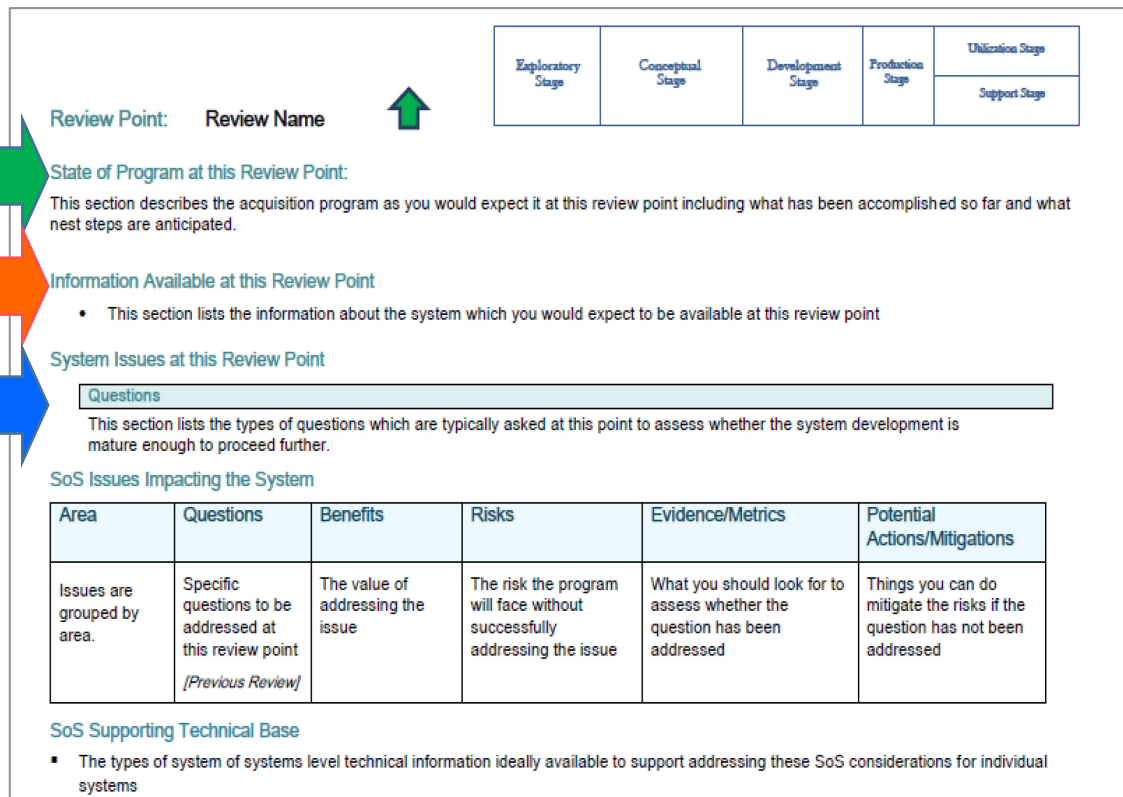 Exploratory
Stage
Conceptual
Stage
Development
Stage
Production
Stage
Utilization Stage
Support Stage
Review Point: Review Name
State of Program at this Review Point:
This section describes the acquisition program as you would expect it at this review point including what has been accomplished so far and what
nest steps are anticipated.
Information Available at this Review Point
• This section lists the information about the system which you would expect to be available at this review point
System Issues at this Review Point
Questions
This section lists the types of questions which are typically asked at this point to assess whether the system development is
mature enough to proceed further.
SoS Issues Impacting the System
Area
Questions
Benefits
Risks
Evidence/Metrics
Potential
Actions/Mitigations
Issues are
grouped by
area.
Specific
questions to be
addressed at
this review point
[Previous Review]
The value of
addressing the
issue
The risk the program
will face without
successfully
addressing the issue
What you should look for to
assess whether the
question has been
addressed
Things you can do
mitigate the risks if the
question has not been
addressed
SoS Supporting Technical Base
▪ The types of system of systems level technical information ideally available to support addressing these SoS considerations for individual
systems